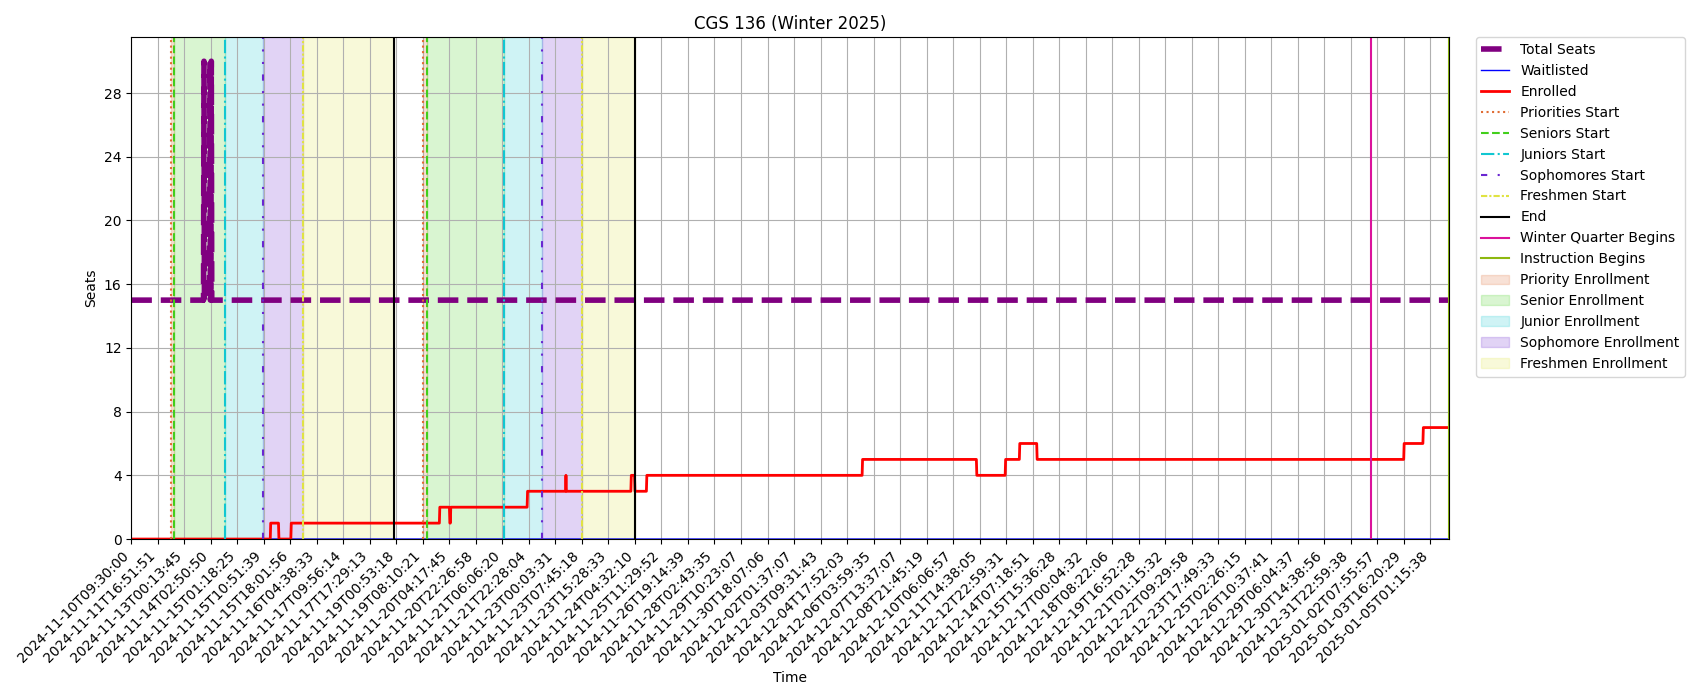 CGS 136 (Winter 2025)
Seats
28
24
20
16
12
8
4
0
Total Seats
Waitlisted
Enrolled
Priorities Start
Seniors Start
Juniors Start
Sophomores Start
Freshmen Start
End
Winter Quarter Begins
Instruction Begins
Priority Enrollment
Senior Enrollment
Junior Enrollment
Sophomore Enrollment
Freshmen Enrollment
2024-11-10T09:30:00
2024-11-11T16:51:51
2024-11-13T00:13:45
2024-11-14T02:50:50
2024-11-15T01:18:25
2024-11-15T10:51:39
2024-11-15T18:01:56
2024-11-16T04:38:33
2024-11-17T09:56:14
2024-11-17T17:29:13
2024-11-19T00:53:18
2024-11-19T08:10:21
2024-11-20T04:17:45
2024-11-20T22:26:58
2024-11-21T06:06:20
2024-11-21T22:28:04
2024-11-23T00:03:31
2024-11-23T07:45:18
2024-11-23T15:28:33
2024-11-24T04:32:10
2024-11-25T11:29:52
2024-11-26T19:14:39
2024-11-28T02:43:35
2024-11-29T10:23:07
2024-11-30T18:07:06
2024-12-02T01:37:07
2024-12-03T09:31:43
2024-12-04T17:52:03
2024-12-06T03:59:35
2024-12-07T13:37:07
2024-12-08T21:45:19
2024-12-10T06:06:57
2024-12-11T14:38:05
2024-12-12T22:59:31
2024-12-14T07:18:51
2024-12-15T15:36:28
2024-12-17T00:04:32
2024-12-18T08:22:06
2024-12-19T16:52:28
2024-12-21T01:15:32
2024-12-22T09:29:58
2024-12-23T17:49:33
2024-12-25T02:26:15
2024-12-26T10:37:41
2024-12-29T06:04:37
2024-12-30T14:38:56
2024-12-31T22:59:38
2025-01-02T07:55:57
2025-01-03T16:20:29
2025-01-05T01:15:38
Time